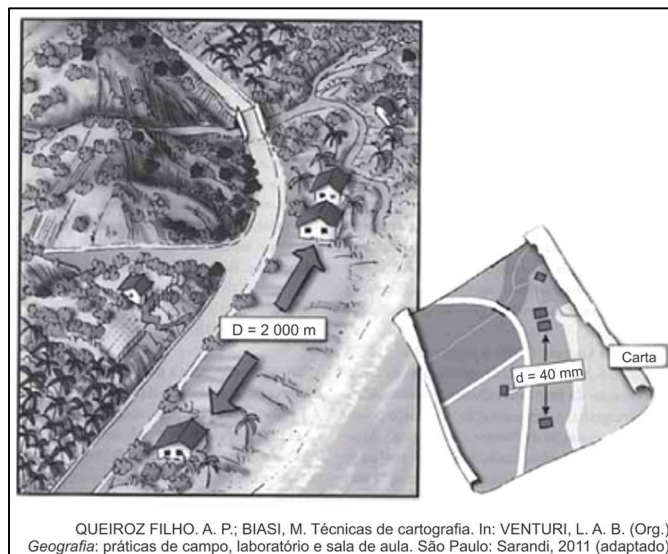 D = 2 000 m
Carta
d = 40 mm
QUEIROZ FILHO. A. P.; BIASI, M. Técnicas de cartografia. In: VENTURI, L. A. B. (Org.)
Geografia: práticas de campo, laboratório e sala de aula. São Paulo: Sarandi, 2011 (adaptado)